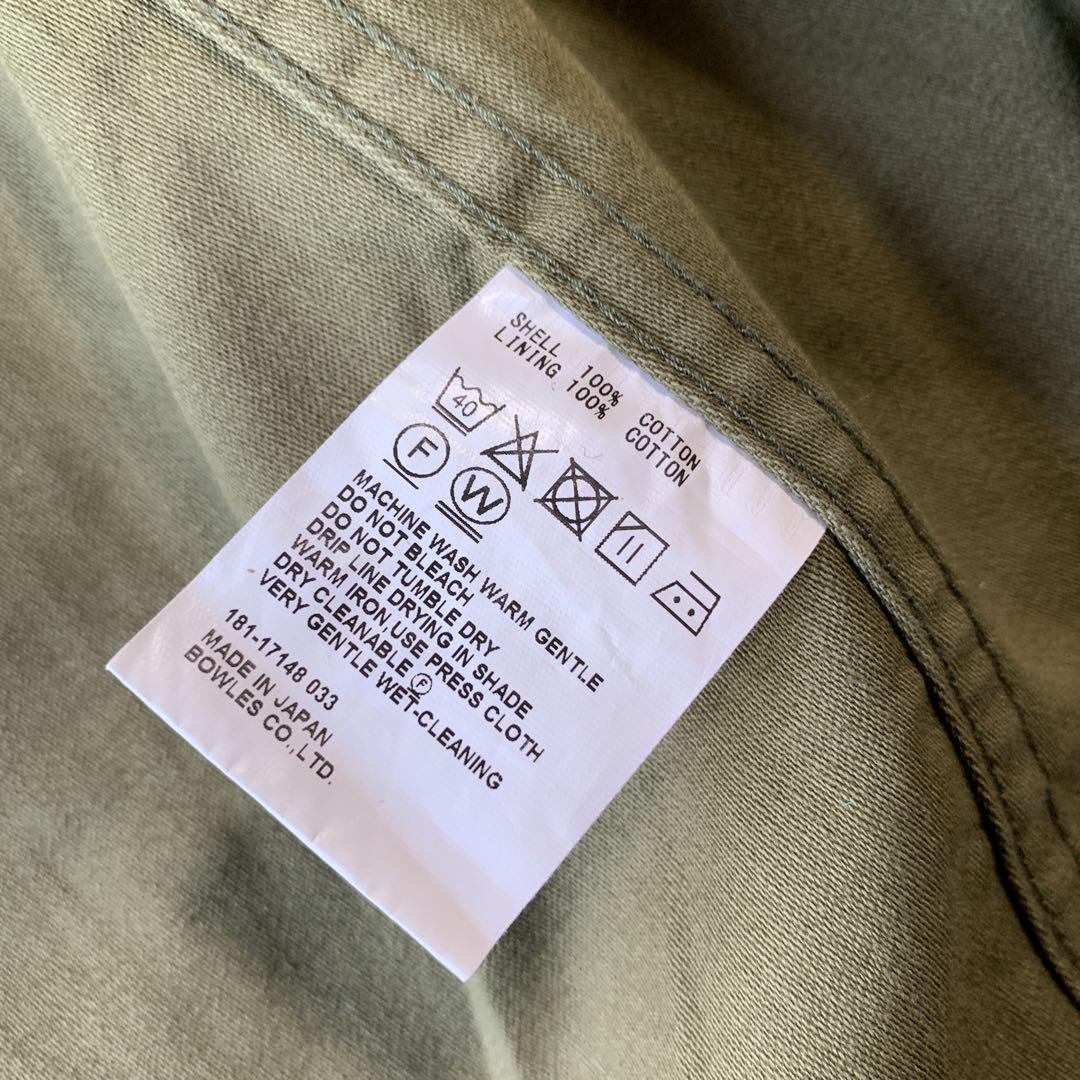 SHELL 100% COTTON
LINING 100% COTTON
40
F
W
MACHINE WASH WARM GENTLE
DO NOT BLEACH
DO NOT TUMBLE DRY
DRIP LINE DRYING IN SHADE
WARM IRON USE PRESS CLOTH
DRY CLEANABLE Ⓟ
VERY GENTLE WET-CLEANING
181-17148 033
MADE IN JAPAN
BOWLES CO.,LTD.